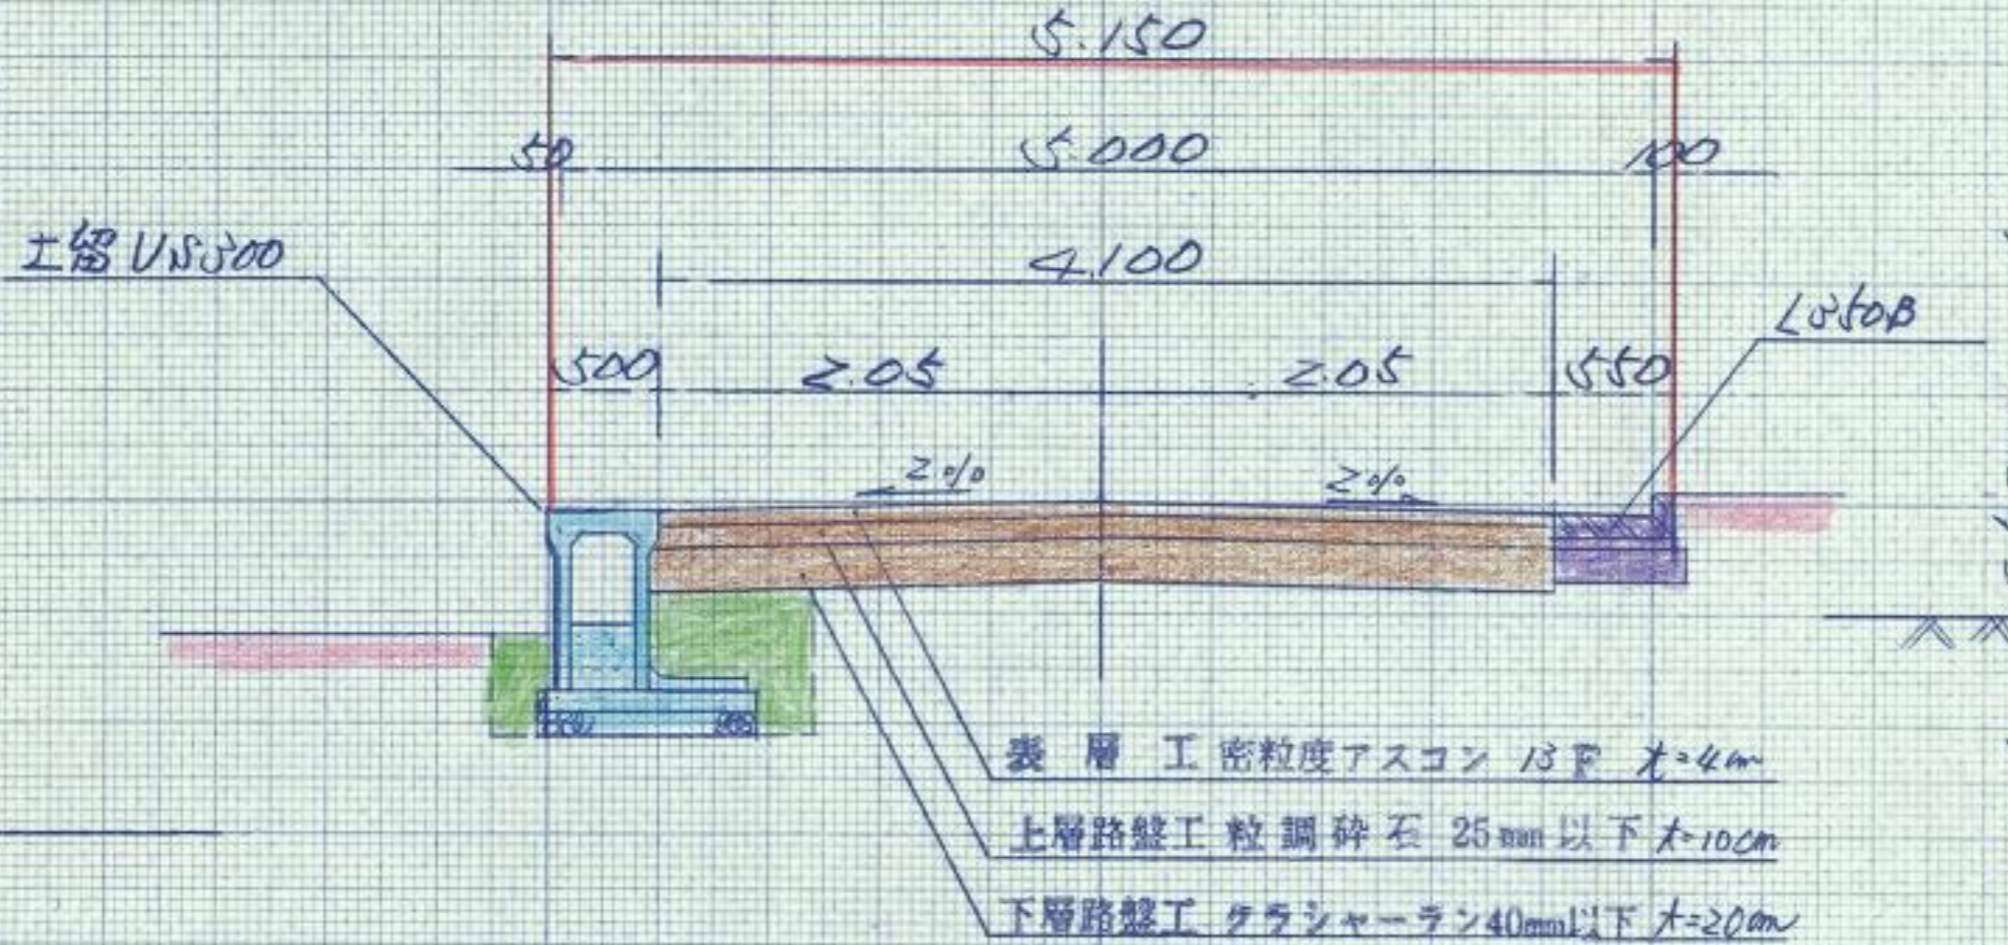 5.150
50 5.000 100
土留 US300
4.100
L350B
500 2.05 2.05 550
2% 2%
表層工 密粒度アスコン 13F t=4cm
上層路盤工 粒調砕石 25mm以下 t=10cm
下層路盤工 クラシャーラン40mm以下 t=20cm